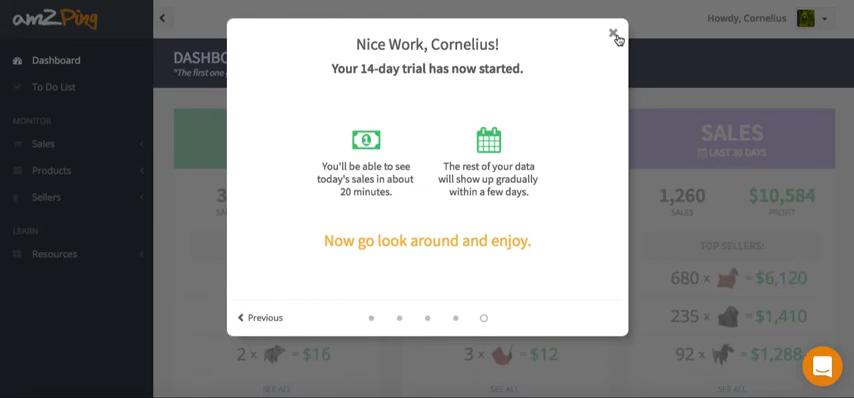 am2Ping
Howdy, Cornelius
Dashboard
To Do List
MONITOR
Sales
Products
Sellers
LEARN
Resources
"The first one
Nice Work, Cornelius!
Your 14-day trial has now started.
You'll be able to see
today's sales in about
20 minutes.
The rest of your data
will show up gradually
within a few days.
Now go look around and enjoy.
Previous
SALES
LAST 30 DAYS
1,260
SALES
$10,584
PROFIT
TOP SELLERS:
680 x = $6,120
235 x = $1,410
92 x = $1,288
2 x = $16
3 x = $12
SEE ALL
SEE ALL
SEE ALL